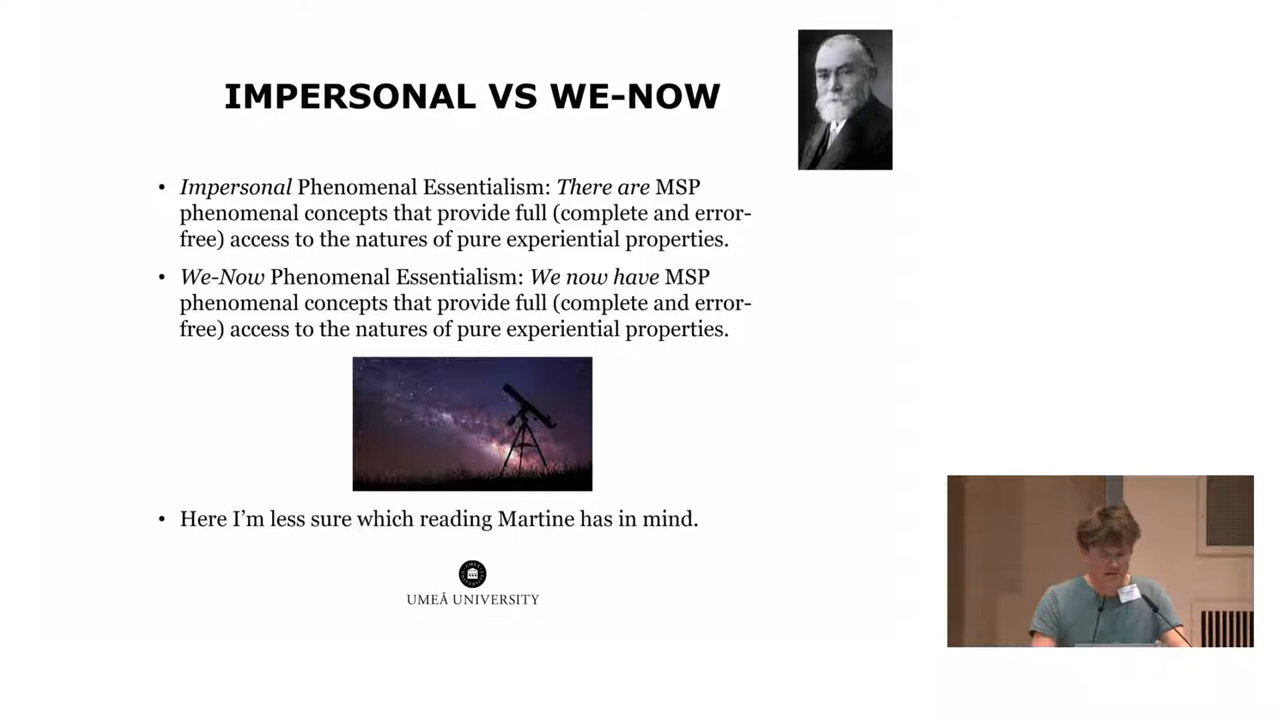 IMPERSONAL VS WE-NOW
• Impersonal Phenomenal Essentialism: There are MSP
phenomenal concepts that provide full (complete and error-
free) access to the natures of pure experiential properties.
• We-Now Phenomenal Essentialism: We now have MSP
phenomenal concepts that provide full (complete and error-
free) access to the natures of pure experiential properties.
• Here I’m less sure which reading Martine has in mind.
UMEÅ UNIVERSITY